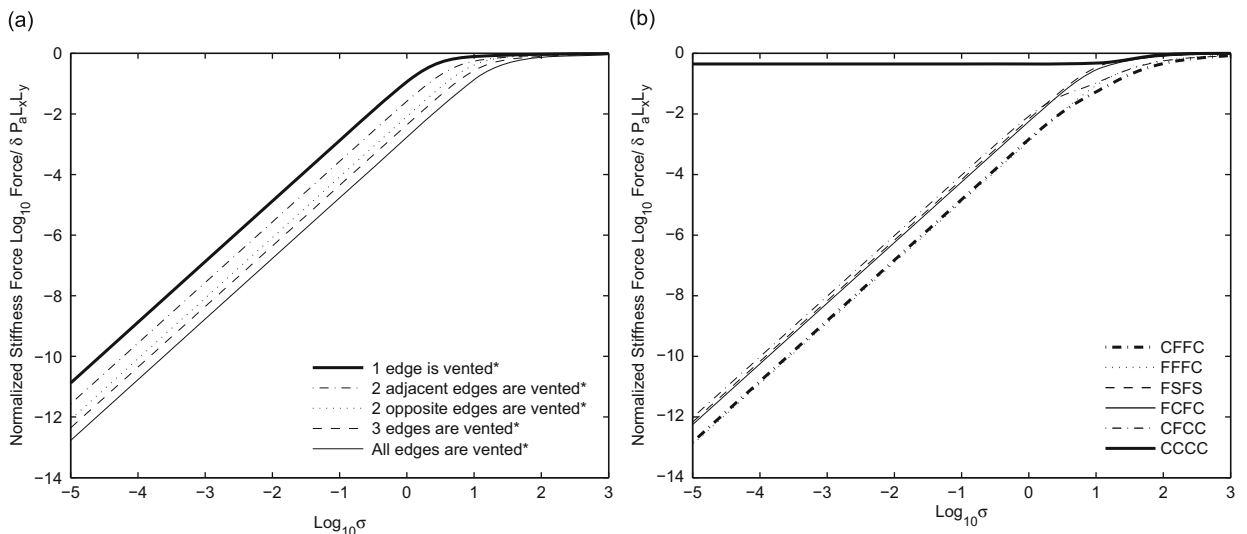 (a)
Normalized Stiffness Force Log10 Force/ δ PaLxLy
0
−2
−4
−6
−8
−10
−12
−14
−5
−4
−3
−2
−1
0
1
2
3
Log10σ
1 edge is vented*
2 adjacent edges are vented*
2 opposite edges are vented*
3 edges are vented*
All edges are vented*
(b)
Normalized Stiffness Force Log10 Force/ δ PaLxLy
0
−2
−4
−6
−8
−10
−12
−14
−5
−4
−3
−2
−1
0
1
2
3
Log10σ
CFFC
FFFC
FSFS
FCFC
CFCC
CCCC